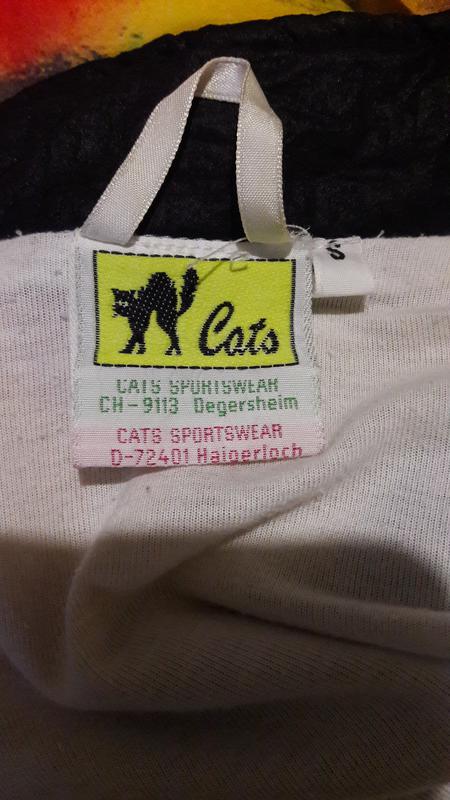 Cats
CATS SPORTSWEAR
CH-9113 Degersheim
CATS SPORTSWEAR
D-72401 Haigerloch